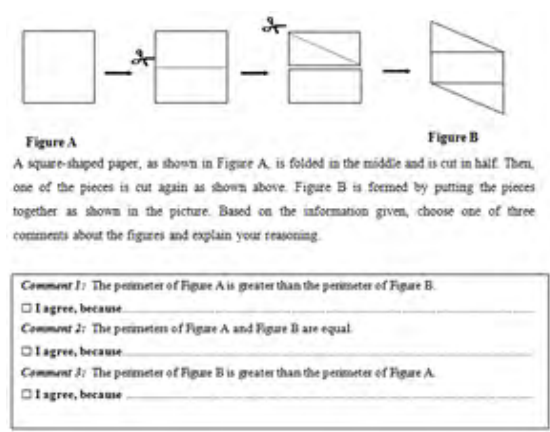 Figure A
Figure B
A square-shaped paper, as shown in Figure A, is folded in the middle and is cut in half. Then,
one of the pieces is cut again as shown above. Figure B is formed by putting the pieces
together as shown in the picture. Based on the information given, choose one of three
comments about the figures and explain your reasoning.
Comment 1: The perimeter of Figure A is greater than the perimeter of Figure B.
☐ I agree, because
Comment 2: The perimeters of Figure A and Figure B are equal.
☐ I agree, because
Comment 3: The perimeter of Figure B is greater than the perimeter of Figure A.
☐ I agree, because